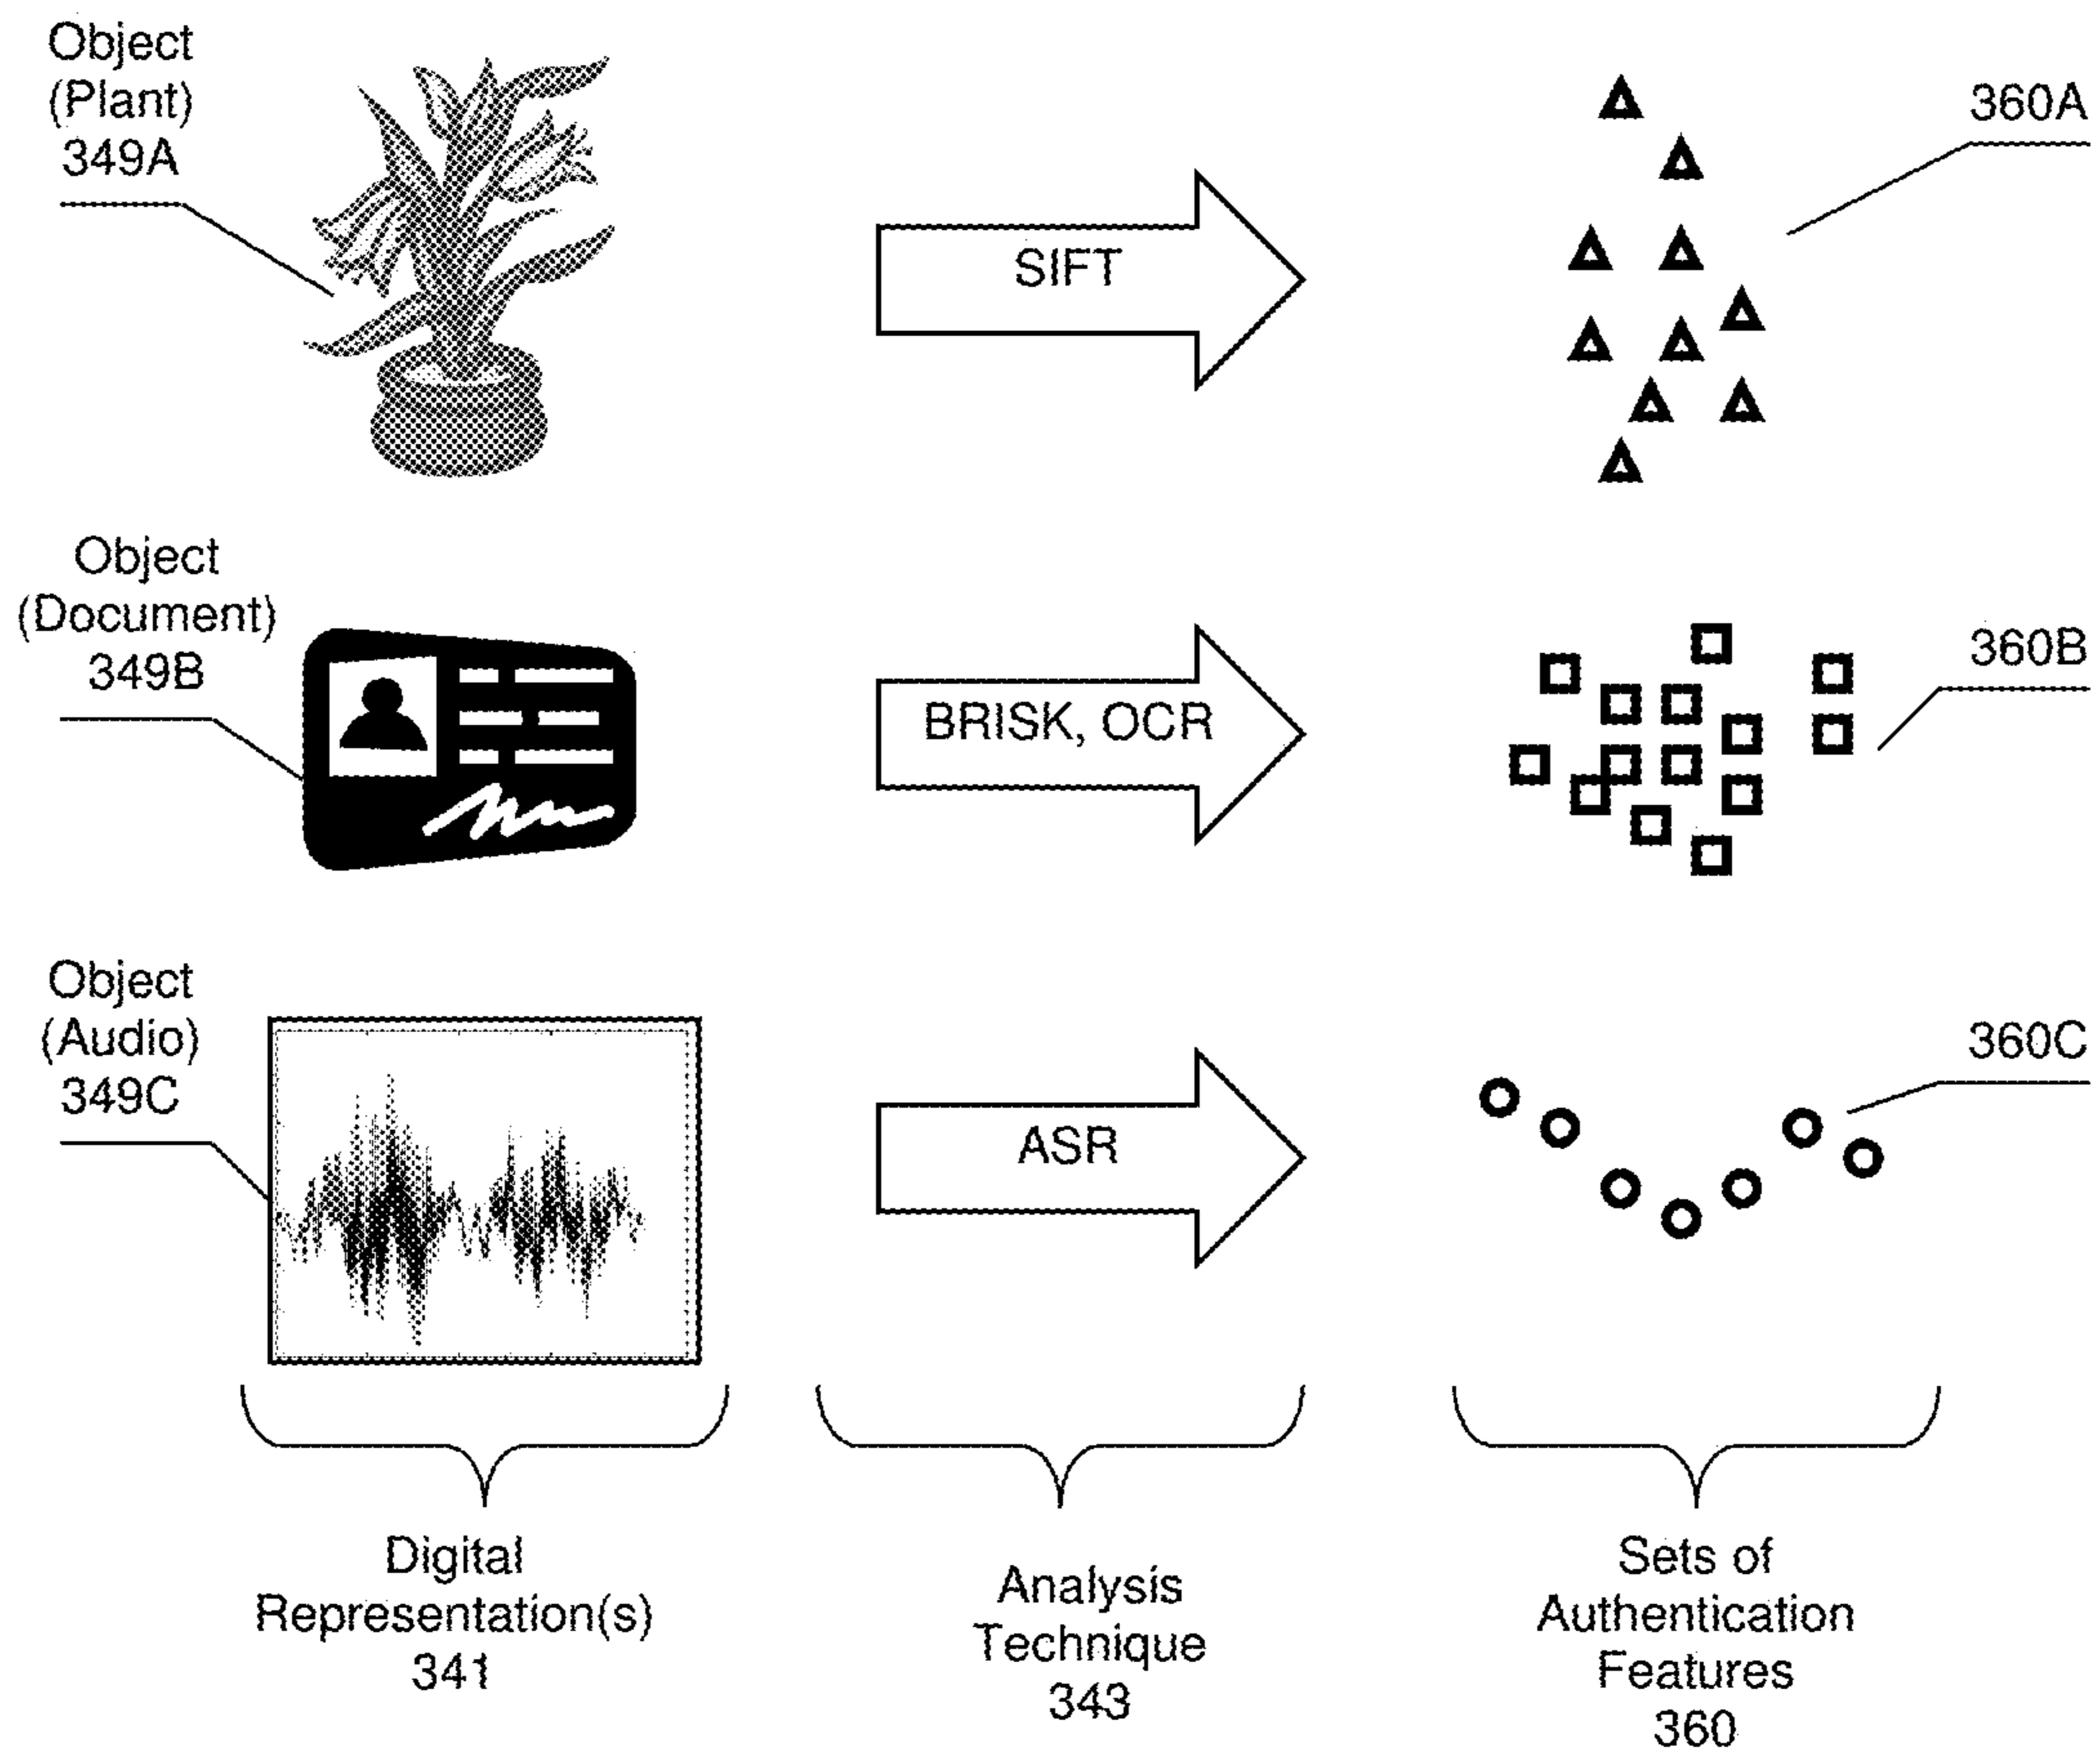 Object
(Plant)
349A
SIFT
360A
Object
(Document)
349B
BRISK, OCR
360B
Object
(Audio)
349C
ASR
360C
Digital
Representation(s)
341
Analysis
Technique
343
Sets of
Authentication
Features
360